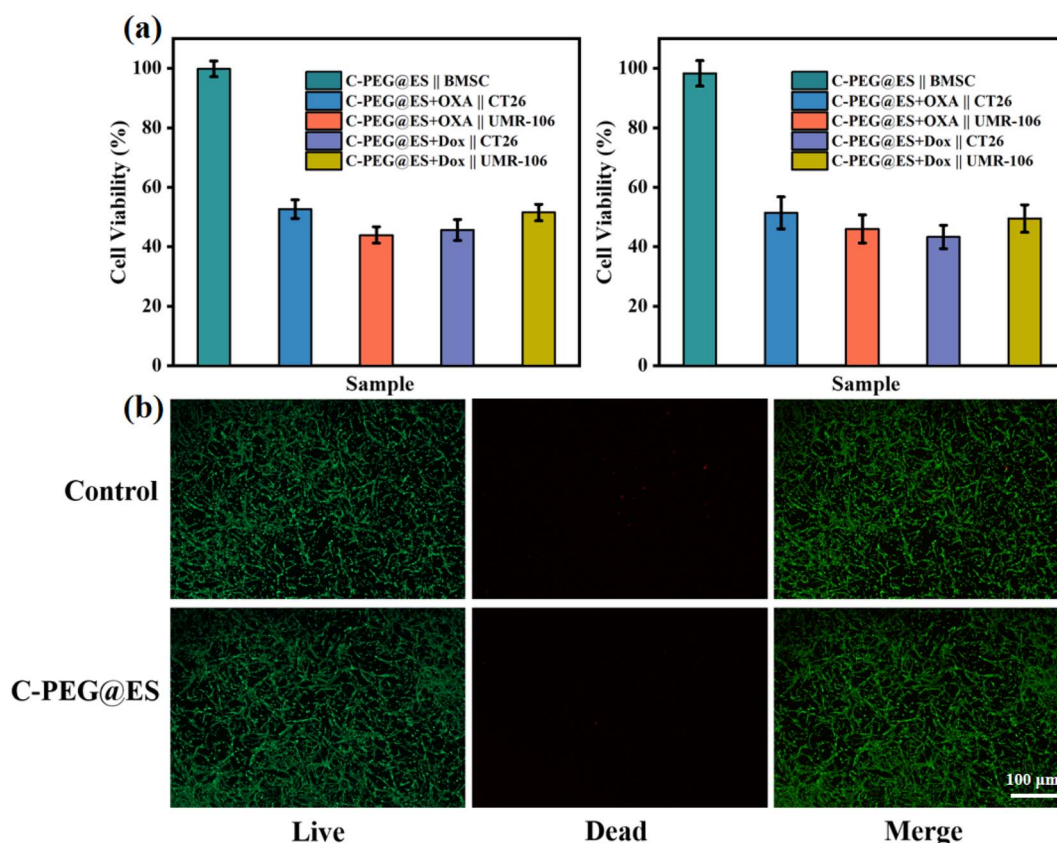 (a)
Cell Viability (%)
100
80
60
40
20
0
C-PEG@ES || BMSC
C-PEG@ES+OXA || CT26
C-PEG@ES+OXA || UMR-106
C-PEG@ES+Dox || CT26
C-PEG@ES+Dox || UMR-106
Sample
Cell Viability (%)
100
80
60
40
20
0
C-PEG@ES || BMSC
C-PEG@ES+OXA || CT26
C-PEG@ES+OXA || UMR-106
C-PEG@ES+Dox || CT26
C-PEG@ES+Dox || UMR-106
Sample
(b)
Control
C-PEG@ES
100 μm
Live
Dead
Merge